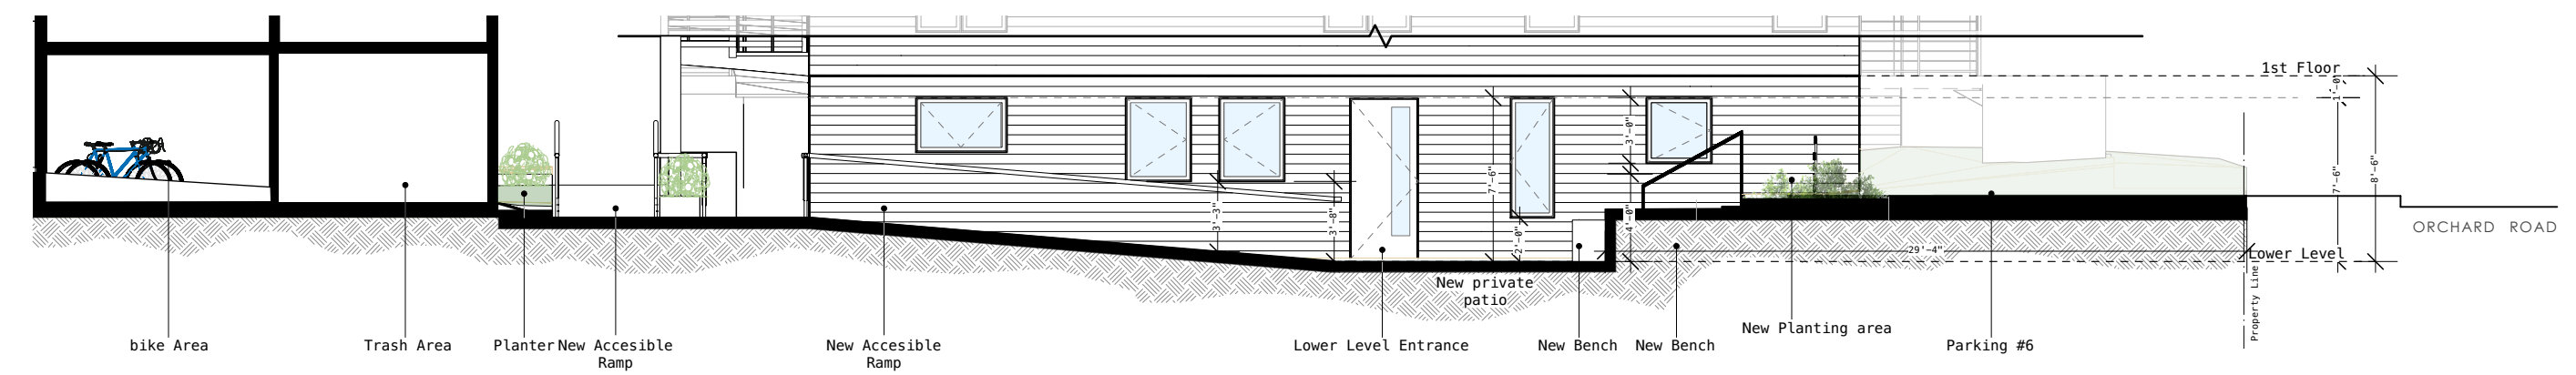 1st Floor
1'-0"
3'-0"
7'-6"
7'-6"
8'-6"
3'-3"
3'-8"
2'-0"
4'-0"
29'-4"
ORCHARD ROAD
Lower Level
Property Line
New private
patio
New Planting area
bike Area
Trash Area
Planter
New Accesible
Ramp
New Accesible
Ramp
Lower Level Entrance
New Bench
New Bench
Parking #6